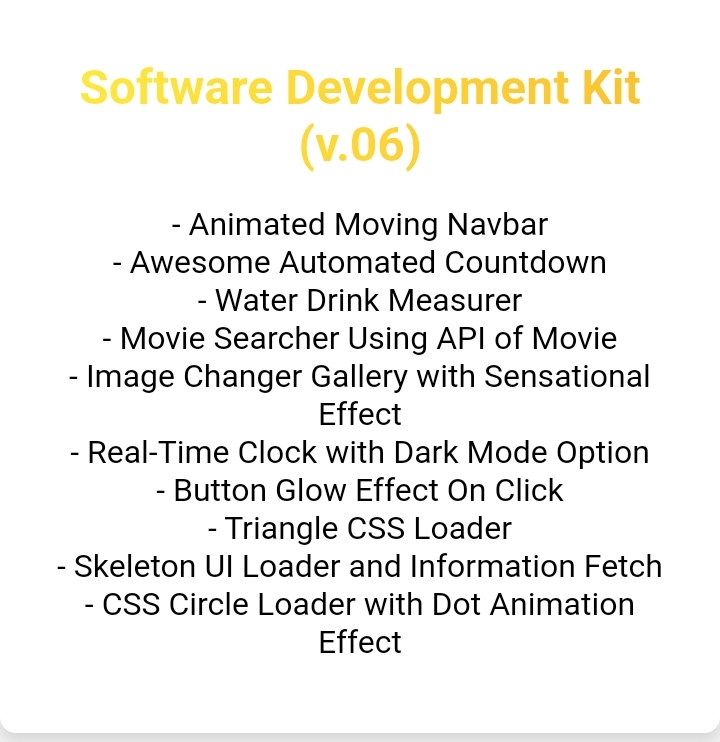 Software Development Kit
(v.06)
- Animated Moving Navbar
- Awesome Automated Countdown
- Water Drink Measurer
- Movie Searcher Using API of Movie
- Image Changer Gallery with Sensational
Effect
- Real-Time Clock with Dark Mode Option
- Button Glow Effect On Click
- Triangle CSS Loader
- Skeleton UI Loader and Information Fetch
- CSS Circle Loader with Dot Animation
Effect